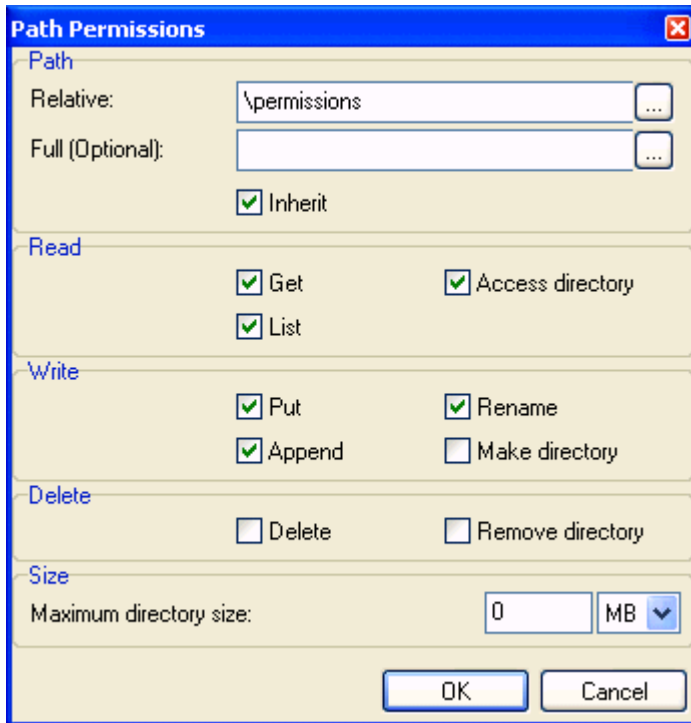 Path Permissions
Path
Relative: \permissions ...
Full (Optional): ...
Inherit
Read
Get Access directory
List
Write
Put Rename
Append Make directory
Delete
Delete Remove directory
Size
Maximum directory size: 0 MB
OK Cancel